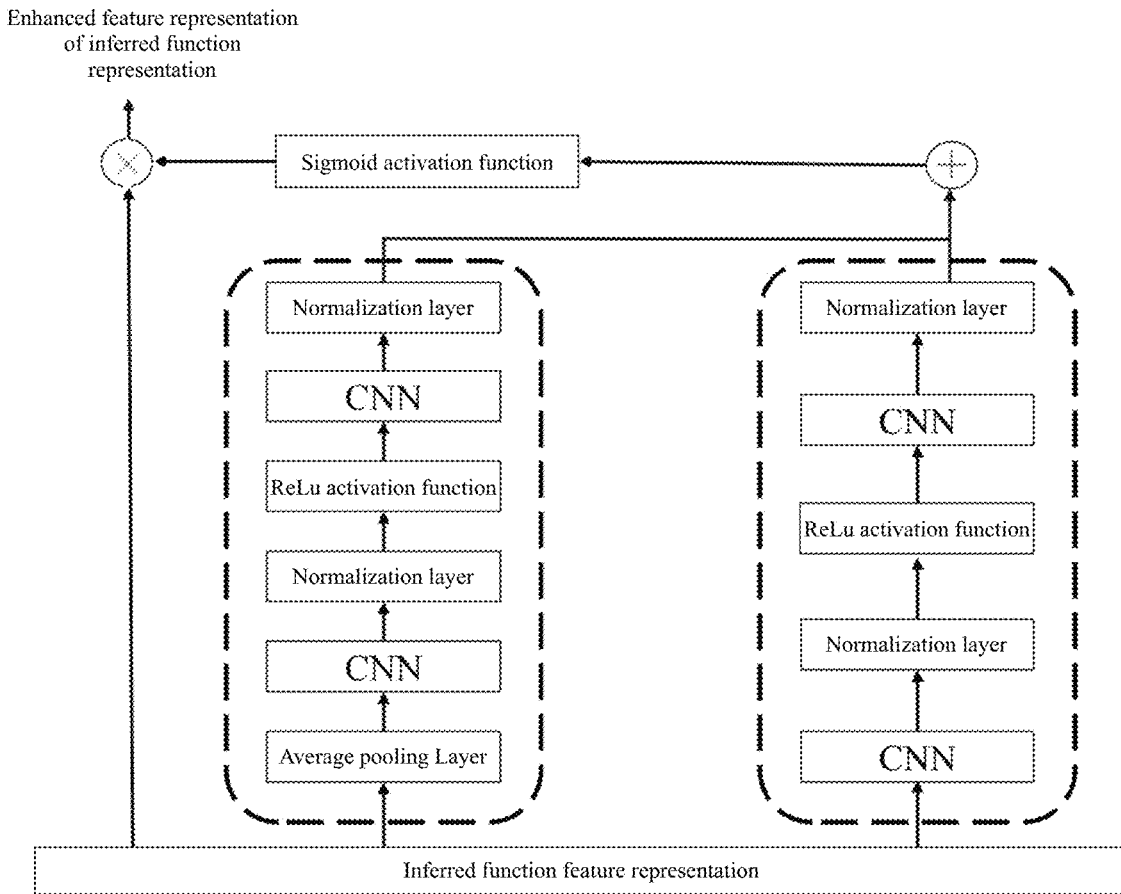 Enhanced feature representation
of inferred function
representation
Sigmoid activation function
Normalization layer
CNN
ReLu activation function
Normalization layer
CNN
Average pooling Layer
Normalization layer
CNN
ReLu activation function
Normalization layer
CNN
Inferred function feature representation